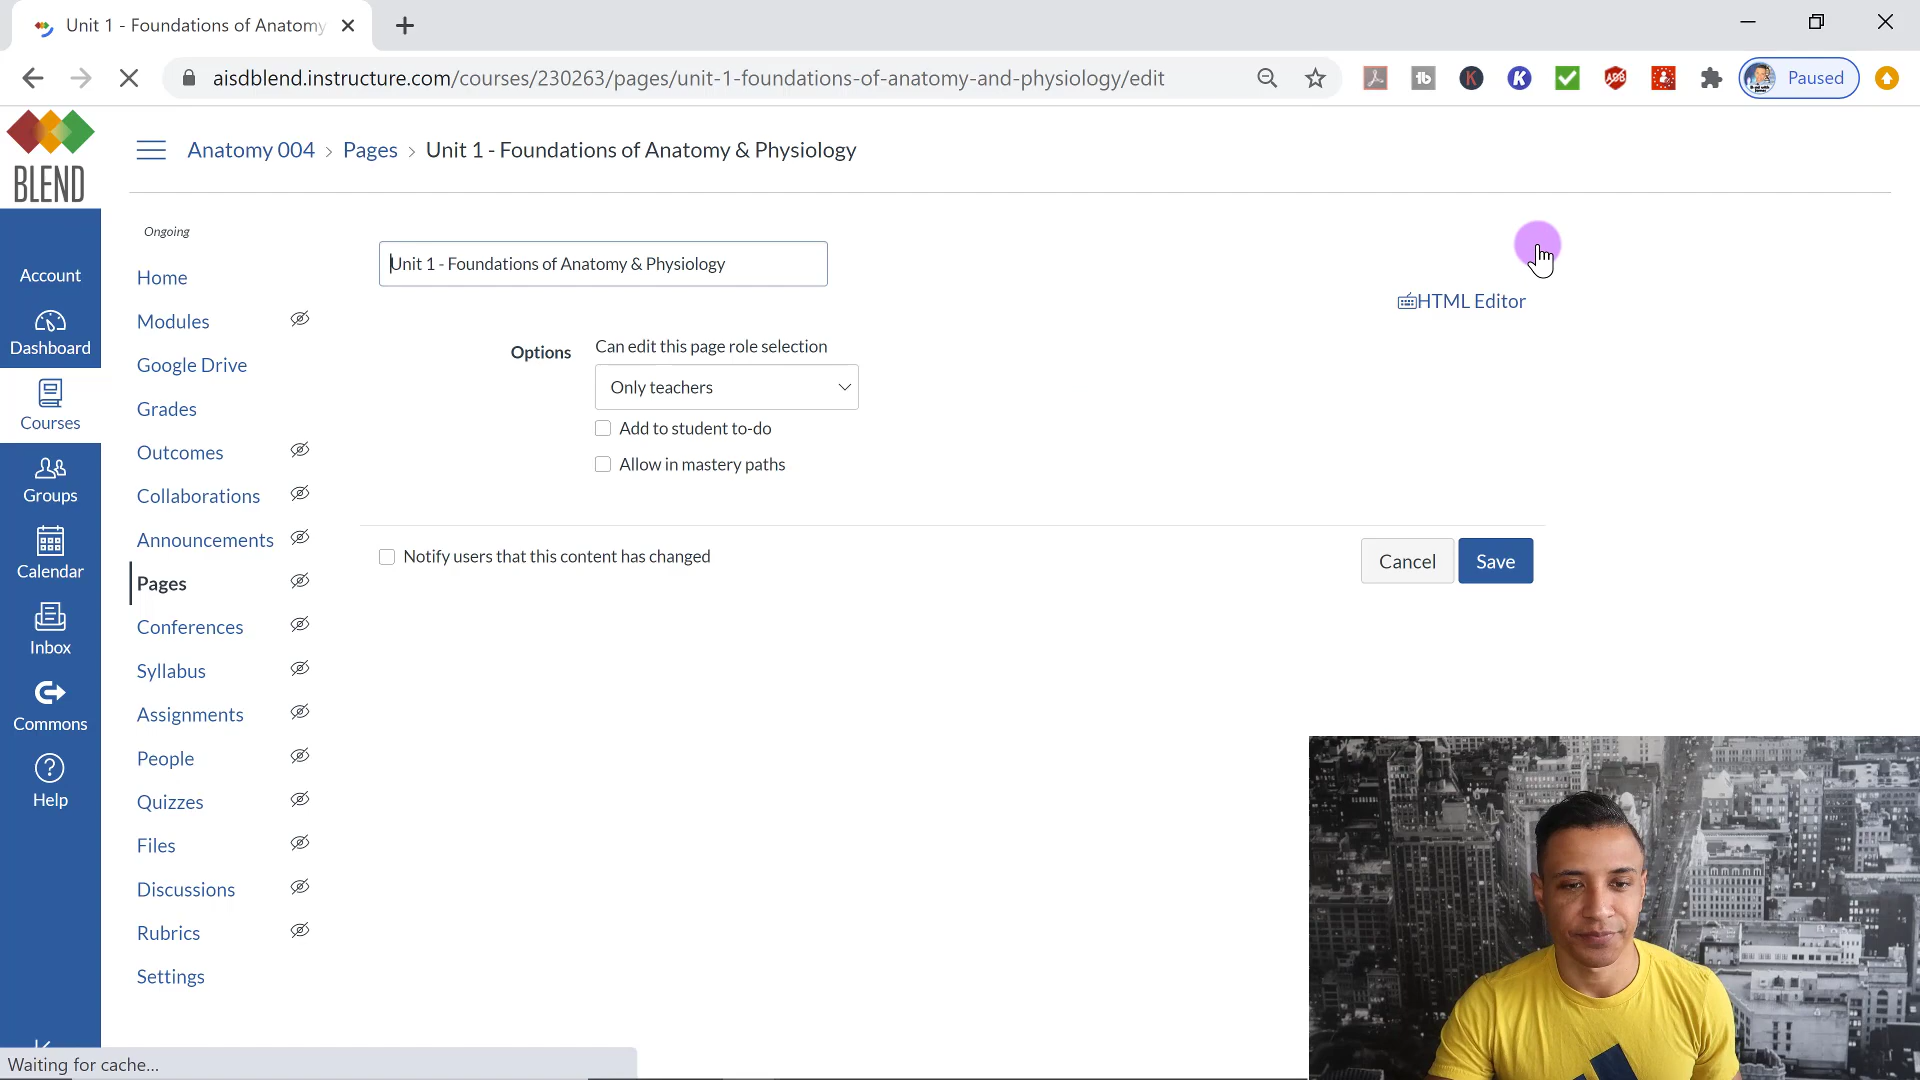 Unit 1 - Foundations of Anatomy
aisdblend.instructure.com/courses/230263/pages/unit-1-foundations-of-anatomy-and-physiology/edit
Paused
BLEND
Anatomy 004 > Pages > Unit 1 - Foundations of Anatomy & Physiology
Account
Dashboard
Courses
Groups
Calendar
Inbox
Commons
Help
Ongoing
Home
Modules
Google Drive
Grades
Outcomes
Collaborations
Announcements
Pages
Conferences
Syllabus
Assignments
People
Quizzes
Files
Discussions
Rubrics
Settings
Unit 1 - Foundations of Anatomy & Physiology
HTML Editor
Options
Can edit this page role selection
Only teachers
Add to student to-do
Allow in mastery paths
Notify users that this content has changed
Cancel
Save
Waiting for cache...